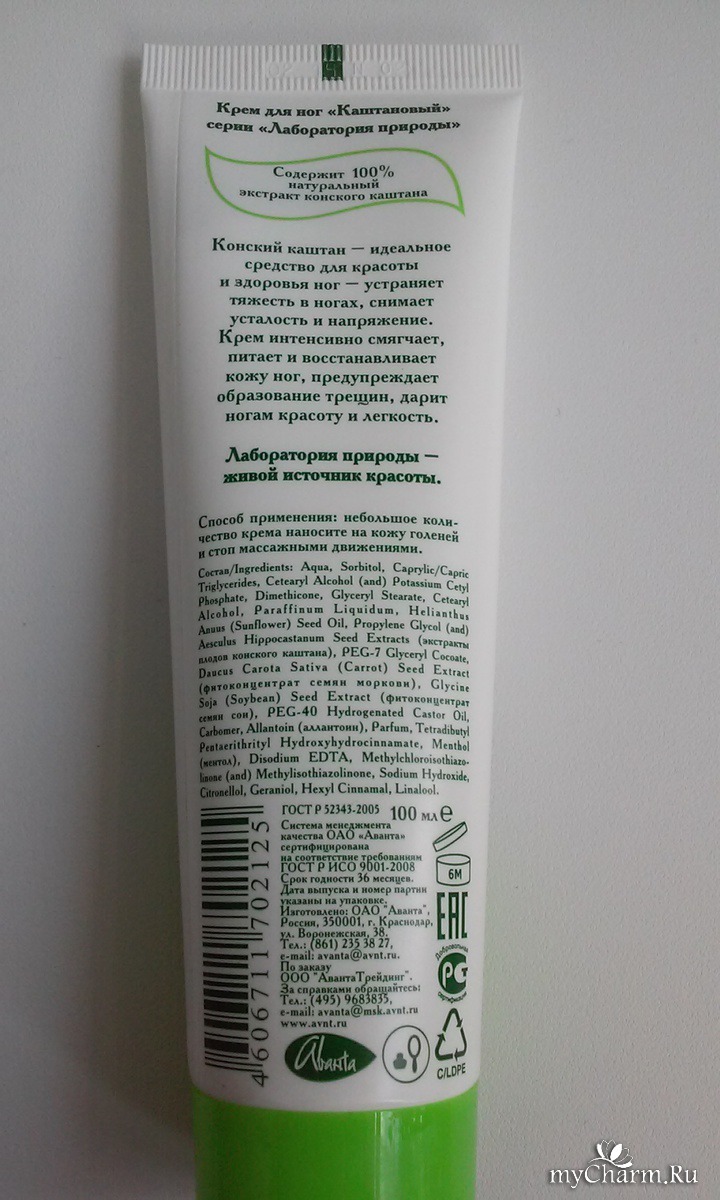 Крем для ног «Каштановый»
серии «Лаборатория природы»
Содержит 100%
натуральный
экстракт конского каштана
Конский каштан — идеальное
средство для красоты
и здоровья ног — устраняет
тяжесть в ногах, снимает
усталость и напряжение.
Крем интенсивно смягчает,
питает и восстанавливает
кожу ног, предупреждает
образование трещин, дарит
ногам красоту и легкость.
Лаборатория природы —
живой источник красоты.
Способ применения: небольшое коли-
чество крема наносите на кожу голеней
и стоп массажными движениями.
Состав/Ingredients: Aqua, Sorbitol, Caprylic/Capric
Triglycerides, Cetearyl Alcohol (and) Potassium Cetyl
Phosphate, Dimethicone, Glyceryl Stearate, Cetearyl
Alcohol, Paraffinum Liquidum, Helianthus
Anuus (Sunflower) Seed Oil, Propylene Glycol (and)
Aesculus Hippocastanum Seed Extracts (экстракты
плодов конского каштана), PEG-7 Glyceryl Cocoate,
Daucus Carota Sativa (Carrot) Seed Extract
(фитоконцентрат семян моркови), Glycine
Soja (Soybean) Seed Extract (фитоконцентрат
семян сои), PEG-40 Hydrogenated Castor Oil,
Carbomer, Allantoin (аллантоин), Parfum, Tetradibutyl
Pentaerithrityl Hydroxyhydrocinnamate, Menthol
(ментол), Disodium EDTA, Methylchloroisothiazo-
linone (and) Methylisothiazolinone, Sodium Hydroxide,
Citronellol, Geraniol, Hexyl Cinnamal, Linalool.
ГОСТ Р 52343-2005 100 мл e
Система менеджмента
качества ОАО «Аванта»
сертифицирована
на соответствие требованиям
ГОСТ Р ИСО 9001-2008
Срок годности 36 месяцев.
Дата выпуска и номер партии
указаны на упаковке.
Изготовлено: ОАО "Аванта",
Россия, 350001, г. Краснодар,
ул. Воронежская, 38.
Тел.: (861) 235 38 27,
e-mail: avanta@avnt.ru.
По заказу
ООО "АвантаТрейдинг".
За справками обращайтесь:
Тел.: (495) 9683833,
e-mail: avanta@msk.avnt.ru
www.avnt.ru
4 606711 702125
6М
EAC
Добровольная
РСТ
сертификация
Avanta
C/LDPE
myCharm.Ru